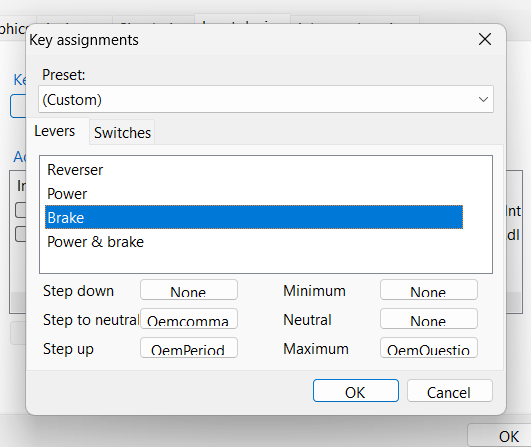 Key assignments
Preset:
(Custom)
Levers
Switches
Reverser
Power
Brake
Power & brake
Step down
None
Minimum
None
Step to neutral
Oemcomma
Neutral
None
Step up
OemPeriod
Maximum
OemQuestio
OK
Cancel
OK